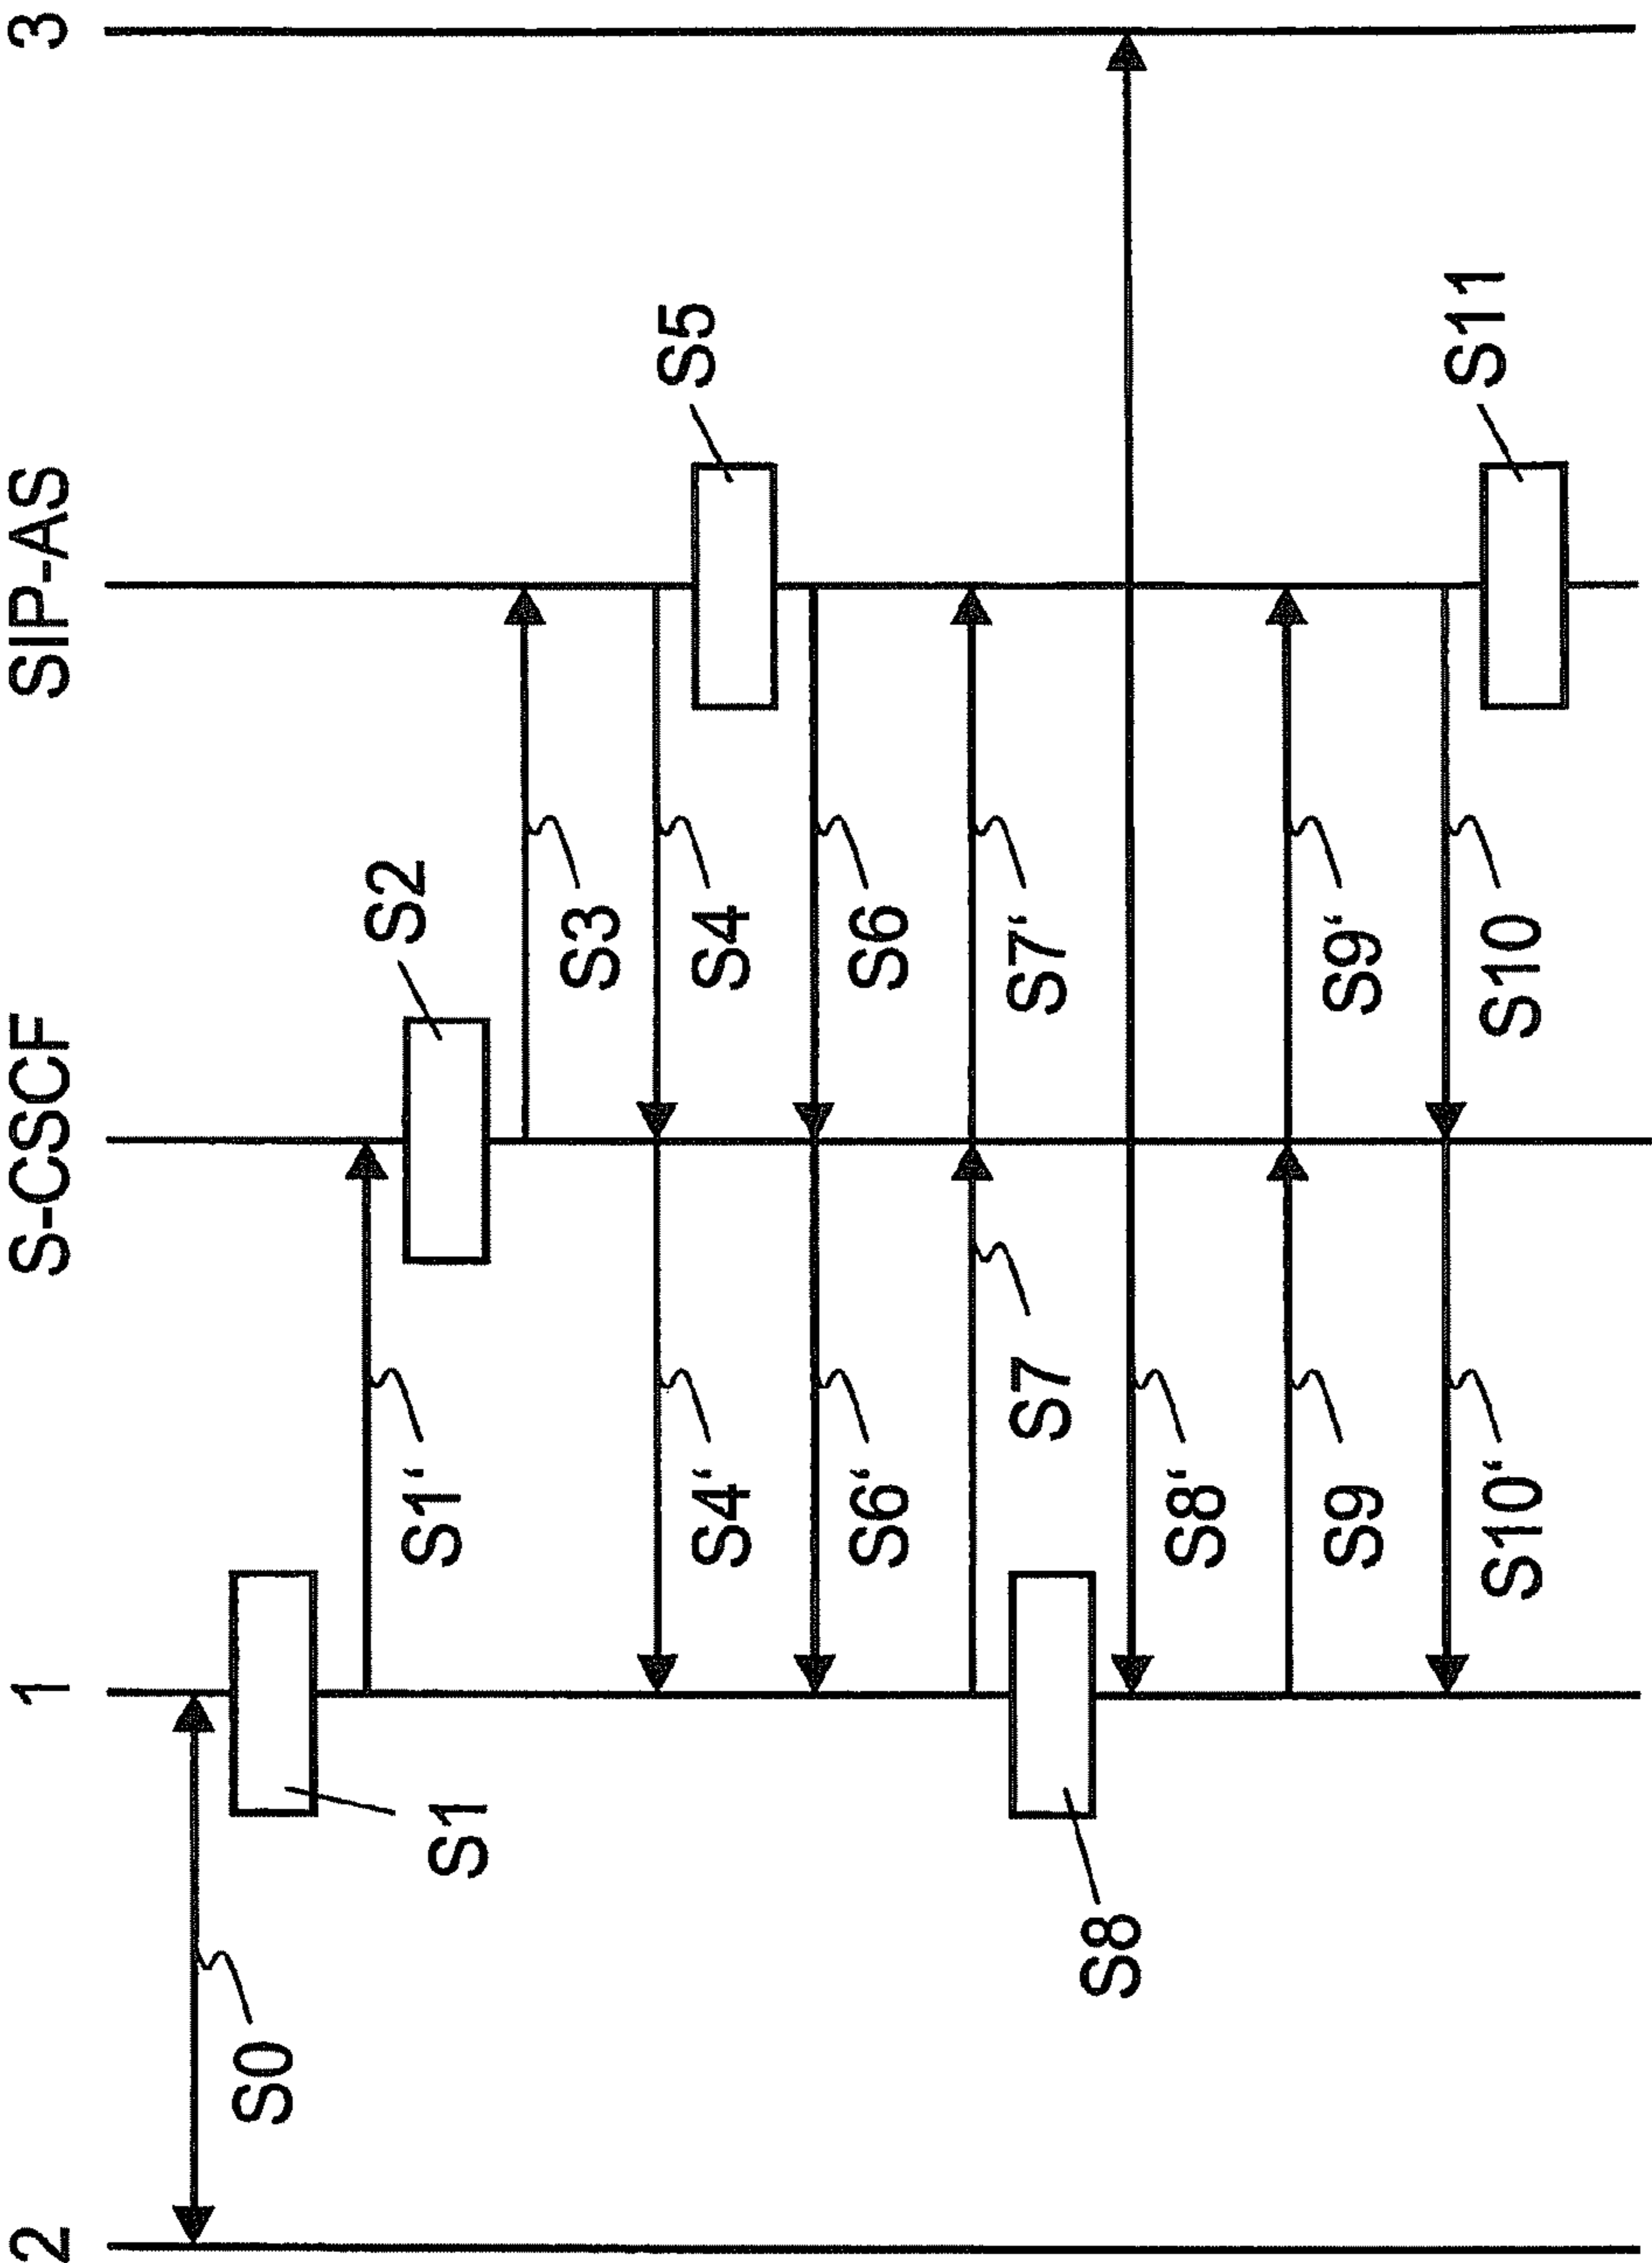 2
1
S-CSCF
SIP-AS
3
S0
S1
S1‘
S2
S3
S4‘
S4
S5
S6‘
S6
S7
S7‘
S8
S8‘
S9
S9‘
S10‘
S10
S11